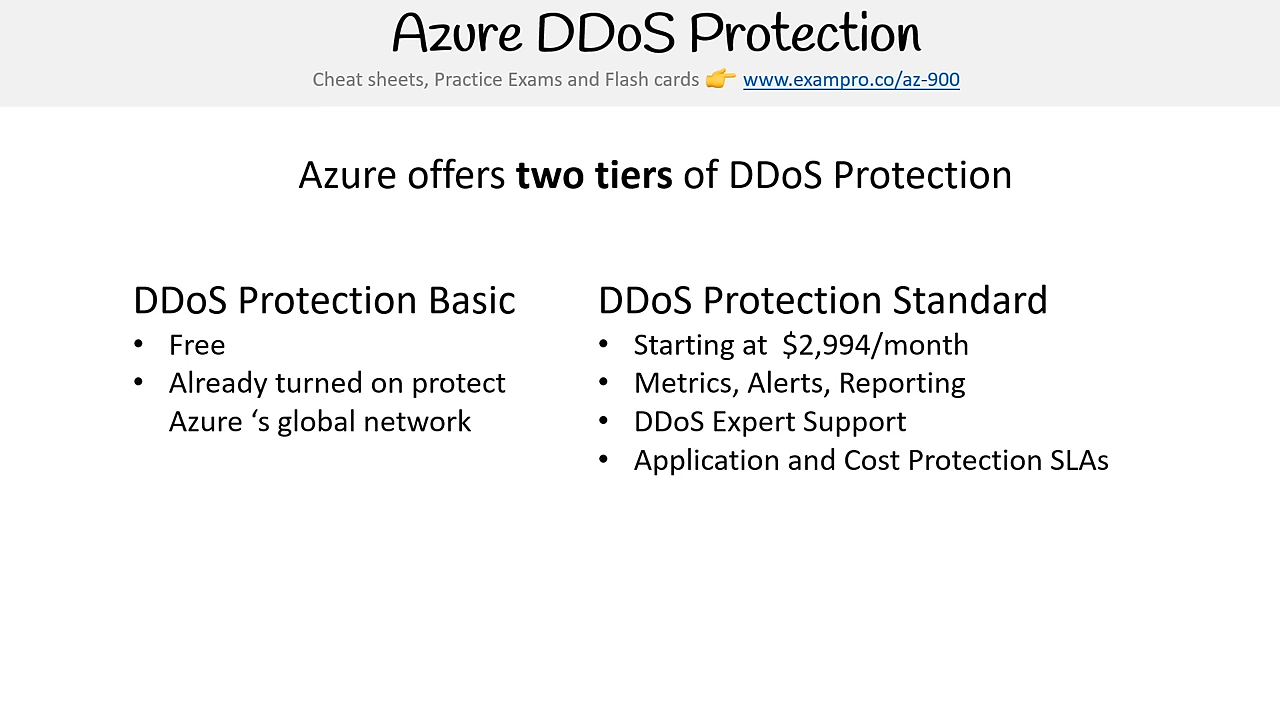 Azure DDoS Protection
Cheat sheets, Practice Exams and Flash cards 👉 www.exampro.co/az-900
Azure offers two tiers of DDoS Protection
DDoS Protection Basic
• Free
• Already turned on protect
Azure ‘s global network
DDoS Protection Standard
• Starting at $2,994/month
• Metrics, Alerts, Reporting
• DDoS Expert Support
• Application and Cost Protection SLAs